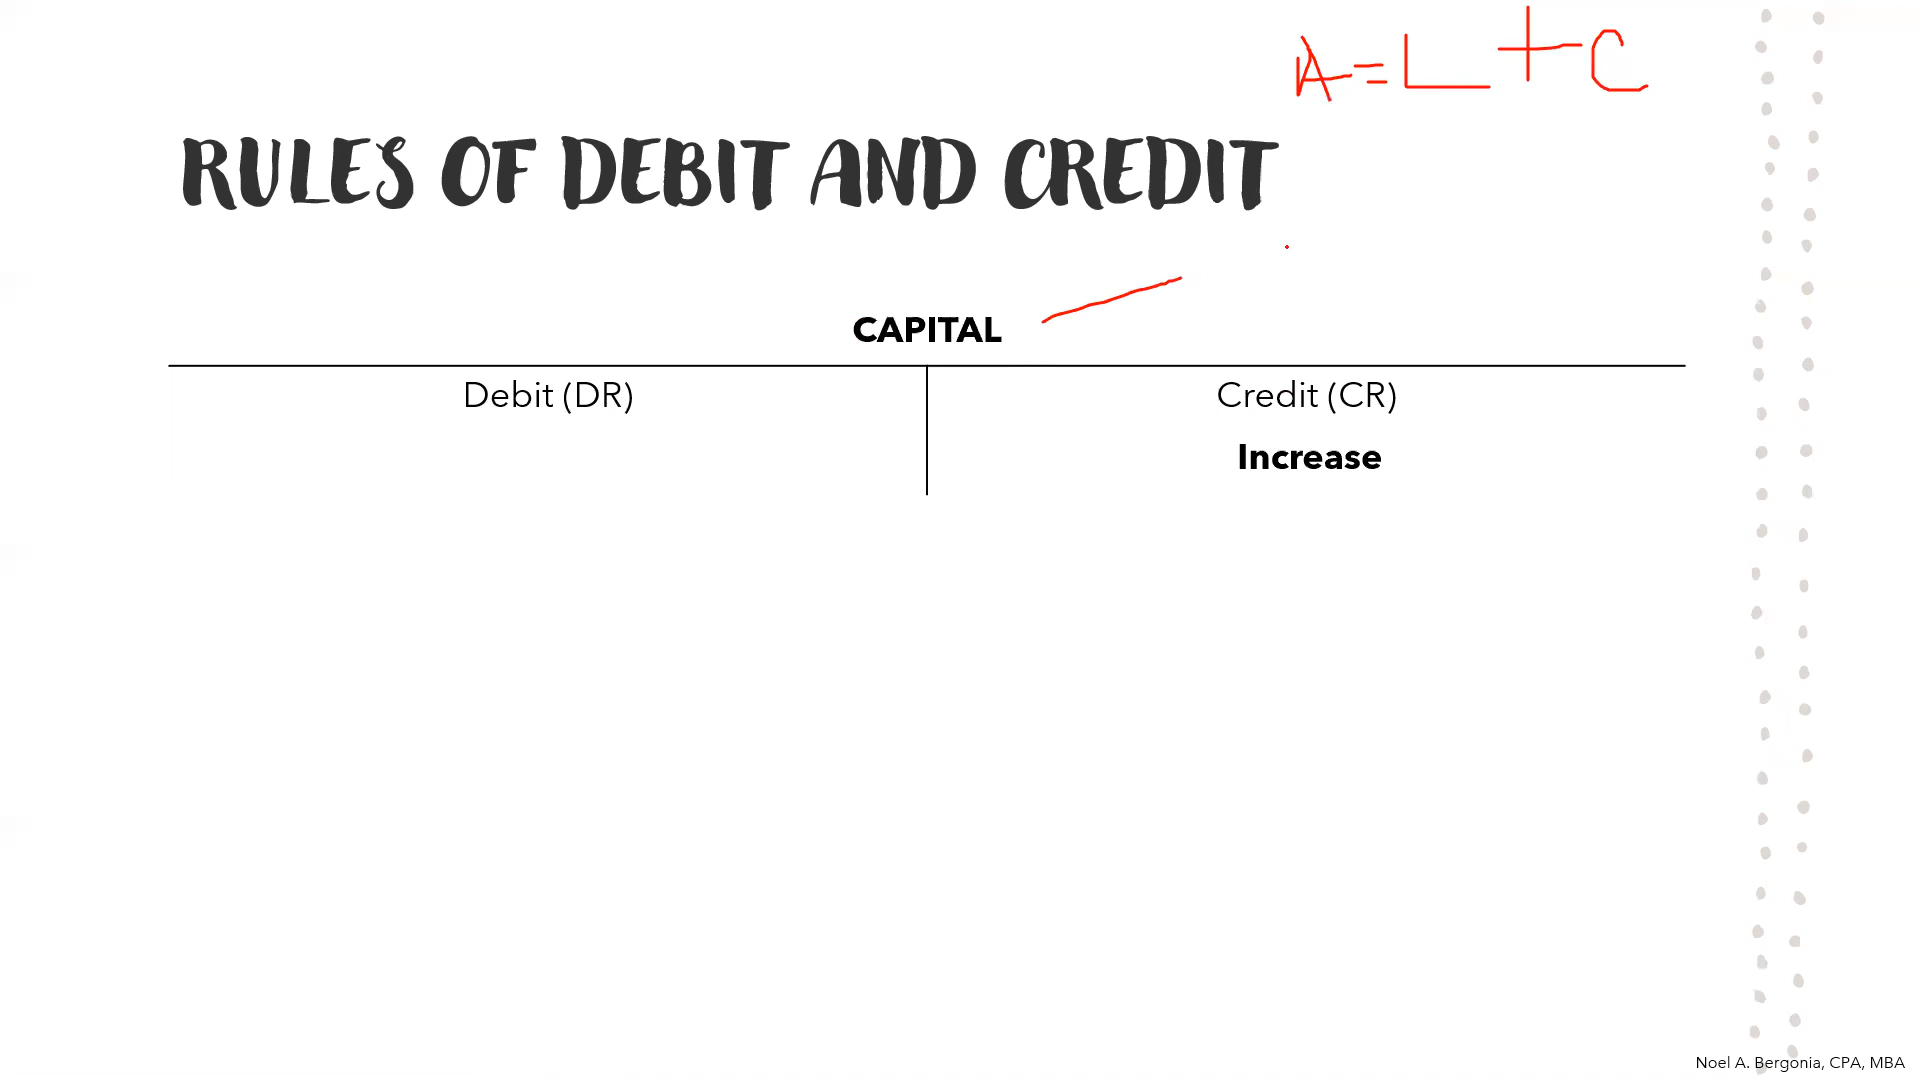 A = L + C
RULES OF DEBIT AND CREDIT
CAPITAL
Debit (DR) Credit (CR)
Increase
Noel A. Bergonia, CPA, MBA